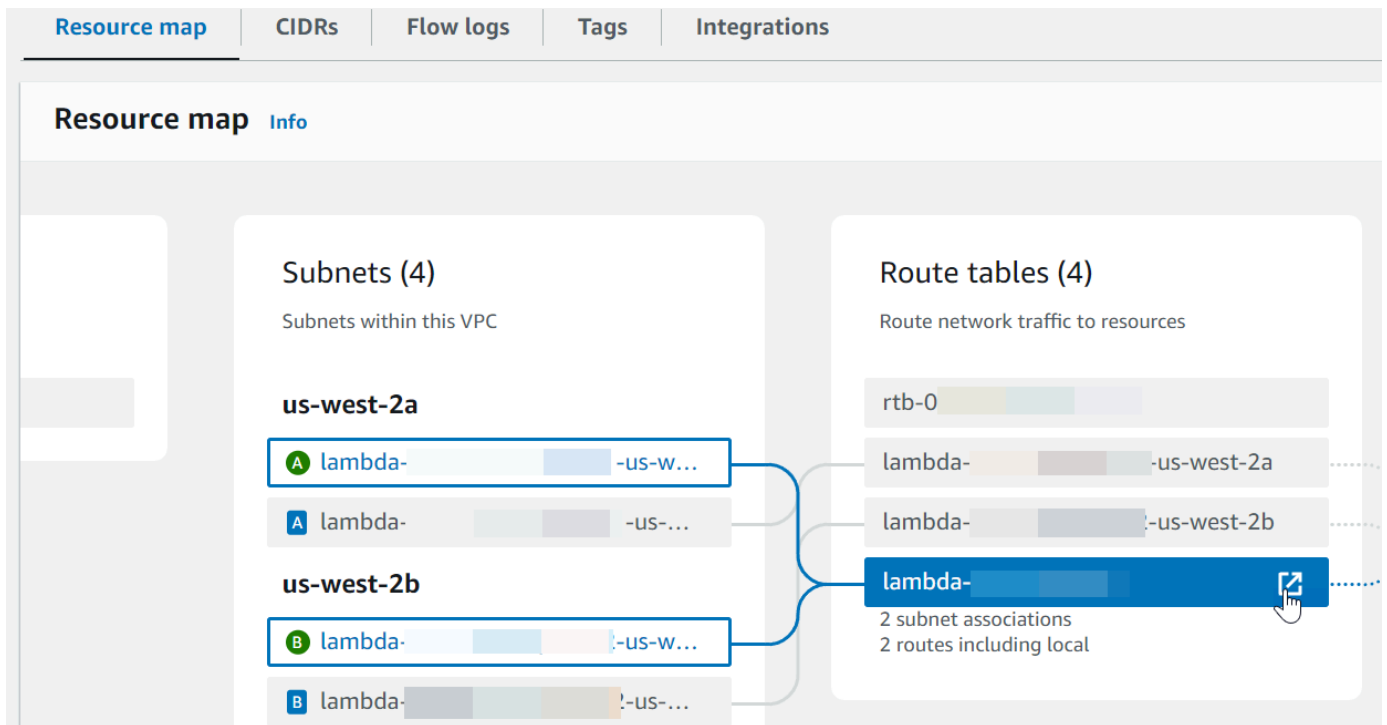 Resource map CIDRs Flow logs Tags Integrations
Resource map Info
Subnets (4)
Subnets within this VPC
us-west-2a
A lambda- -us-w...
A lambda- -us-...
us-west-2b
B lambda- -us-w...
B lambda- -us-...
Route tables (4)
Route network traffic to resources
rtb-0
lambda- -us-west-2a
lambda- -us-west-2b
lambda-
2 subnet associations
2 routes including local